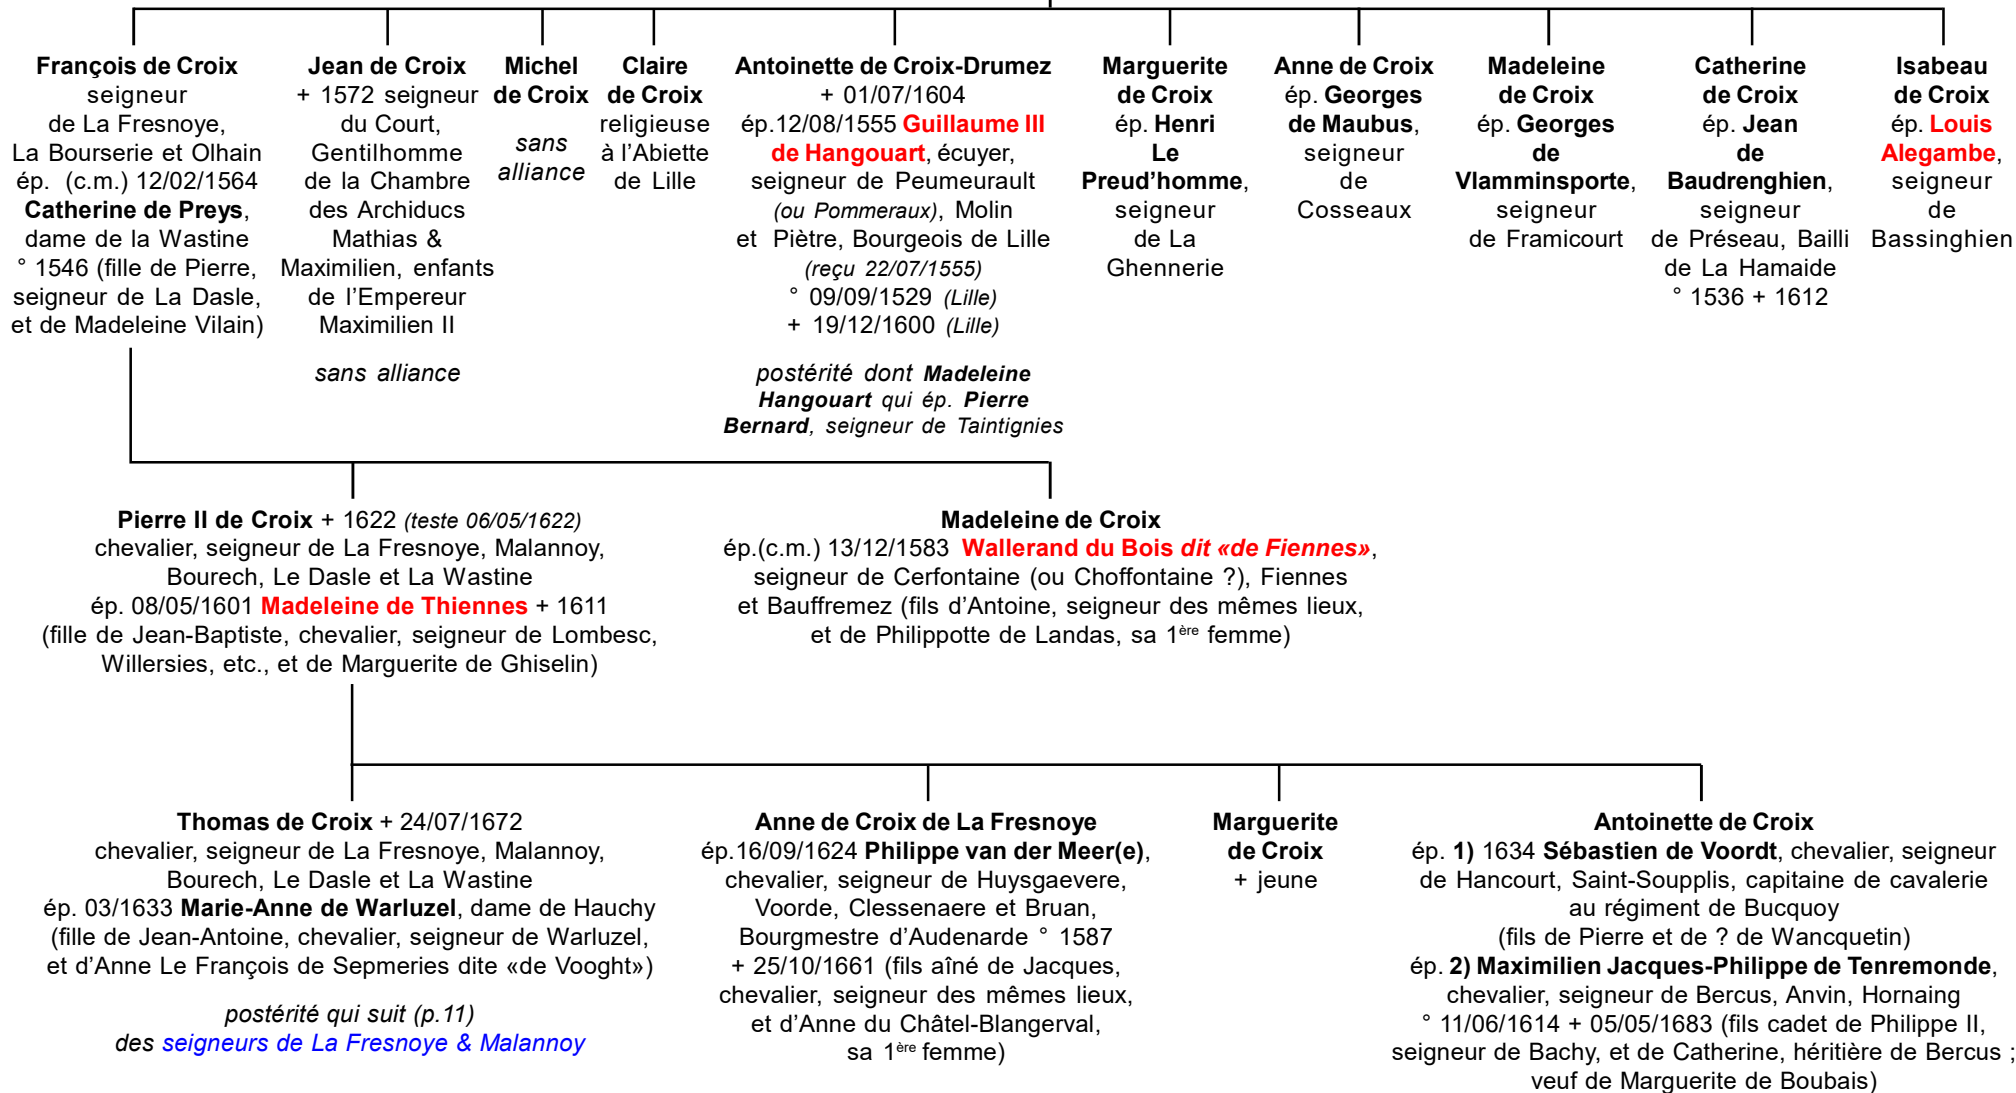 François de Croix
seigneur
de La Fresnoye,
La Bourserie et Olhain
ép. (c.m.) 12/02/1564
Catherine de Preys,
dame de la Wastine
° 1546 (fille de Pierre,
seigneur de La Dasle,
et de Madeleine Vilain)
Jean de Croix
+ 1572 seigneur
du Court,
Gentilhomme
de la Chambre
des Archiducs
Mathias &
Maximilien, enfants
de l’Empereur
Maximilien II
sans alliance
Michel
de Croix
sans
alliance
Claire
de Croix
religieuse
à l’Abiette
de Lille
Antoinette de Croix-Drumez
+ 01/07/1604
ép.12/08/1555 Guillaume III
de Hangouart, écuyer,
seigneur de Peumeurault
(ou Pommeraux), Molin
et Piètre, Bourgeois de Lille
(reçu 22/07/1555)
° 09/09/1529 (Lille)
+ 19/12/1600 (Lille)
postérité dont Madeleine
Hangouart qui ép. Pierre
Bernard, seigneur de Taintignies
Marguerite
de Croix
ép. Henri
Le
Preud’homme,
seigneur
de La
Ghennerie
Anne de Croix
ép. Georges
de Maubus,
seigneur
de
Cosseaux
Madeleine
de Croix
ép. Georges
de
Vlamminsporte,
seigneur
de Framicourt
Catherine
de Croix
ép. Jean
de
Baudrenghien,
seigneur
de Préseau, Bailli
de La Hamaide
° 1536 + 1612
Isabeau
de Croix
ép. Louis
Alegambe,
seigneur
de
Bassinghien
Pierre II de Croix + 1622 (teste 06/05/1622)
chevalier, seigneur de La Fresnoye, Malannoy,
Bourech, Le Dasle et La Wastine
ép. 08/05/1601 Madeleine de Thiennes + 1611
(fille de Jean-Baptiste, chevalier, seigneur de Lombesc,
Willersies, etc., et de Marguerite de Ghiselin)
Madeleine de Croix
ép.(c.m.) 13/12/1583 Wallerand du Bois dit «de Fiennes»,
seigneur de Cerfontaine (ou Choffontaine ?), Fiennes
et Bauffremez (fils d’Antoine, seigneur des mêmes lieux,
et de Philippotte de Landas, sa 1ère femme)
Thomas de Croix + 24/07/1672
chevalier, seigneur de La Fresnoye, Malannoy,
Bourech, Le Dasle et La Wastine
ép. 03/1633 Marie-Anne de Warluzel, dame de Hauchy
(fille de Jean-Antoine, chevalier, seigneur de Warluzel,
et d’Anne Le François de Sepmeries dite «de Vooght»)
postérité qui suit (p.11)
des seigneurs de La Fresnoye & Malannoy
Anne de Croix de La Fresnoye
ép.16/09/1624 Philippe van der Meer(e),
chevalier, seigneur de Huysgaevere,
Voorde, Clessenaere et Bruan,
Bourgmestre d’Audenarde ° 1587
+ 25/10/1661 (fils aîné de Jacques,
chevalier, seigneur des mêmes lieux,
et d’Anne du Châtel-Blangerval,
sa 1ère femme)
Marguerite
de Croix
+ jeune
Antoinette de Croix
ép. 1) 1634 Sébastien de Voordt, chevalier, seigneur
de Hancourt, Saint-Soupplis, capitaine de cavalerie
au régiment de Bucquoy
(fils de Pierre et de ? de Wancquetin)
ép. 2) Maximilien Jacques-Philippe de Tenremonde,
chevalier, seigneur de Bercus, Anvin, Hornaing
° 11/06/1614 + 05/05/1683 (fils cadet de Philippe II,
seigneur de Bachy, et de Catherine, héritière de Bercus ;
veuf de Marguerite de Boubais)